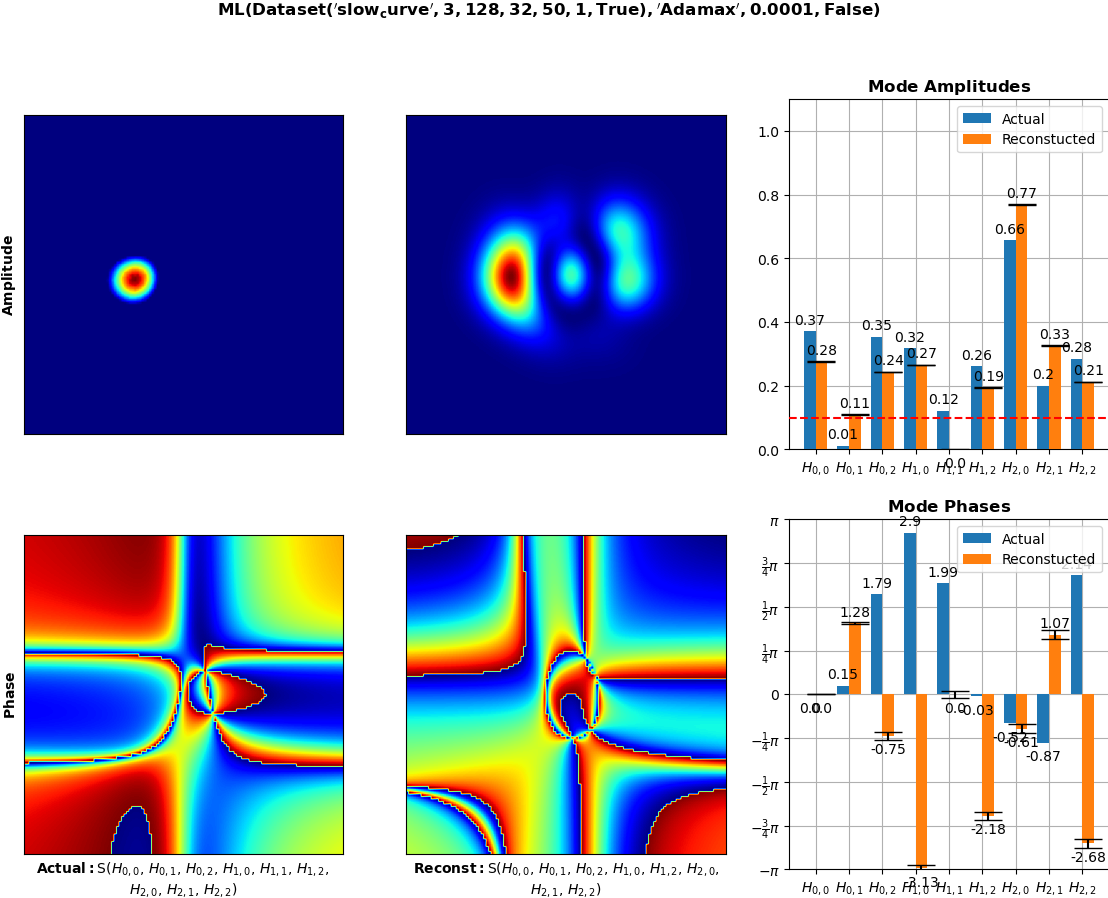 ML(Dataset('slow_curve', 3, 128, 32, 50, 1, True), 'Adamax', 0.0001, False)
Amplitude
Mode Amplitudes
Actual
Reconstucted
1.0
0.8
0.6
0.4
0.2
0.0
0.37
0.28
0.01
0.11
0.35
0.24
0.32
0.27
0.12
0.0
0.26
0.19
0.66
0.77
0.2
0.33
0.28
0.21
H0,0 H0,1 H0,2 H1,0 H1,1 H1,2 H2,0 H2,1 H2,2
Phase
Mode Phases
Actual
Reconstucted
π
3/4π
1/2π
1/4π
0
−1/4π
−1/2π
−3/4π
−π
0.0
0.0
0.15
1.28
1.79
-0.75
2.9
-3.13
1.99
0.0
-0.03
-2.18
-0.52
-0.61
-0.87
1.07
2.14
-2.68
H0,0 H0,1 H0,2 H1,0 H1,1 H1,2 H2,0 H2,1 H2,2
Actual: S(H0,0, H0,1, H0,2, H1,0, H1,1, H1,2,
H2,0, H2,1, H2,2)
Reconst: S(H0,0, H0,1, H0,2, H1,0, H1,2, H2,0,
H2,1, H2,2)